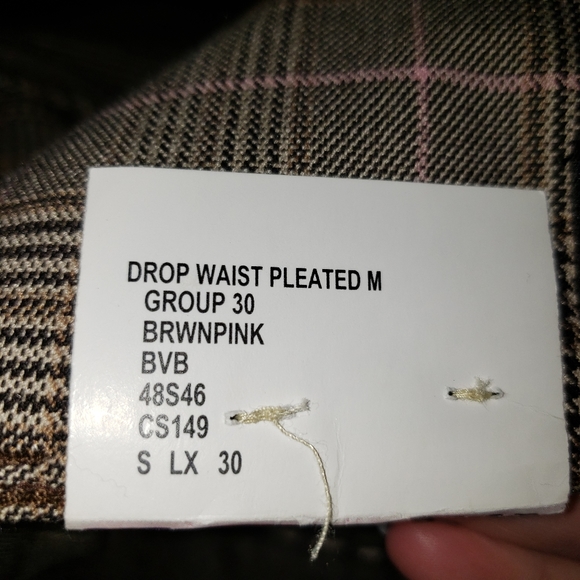 DROP WAIST PLEATED M
GROUP 30
BRWNPINK
BVB
48S46
CS149
S LX 30